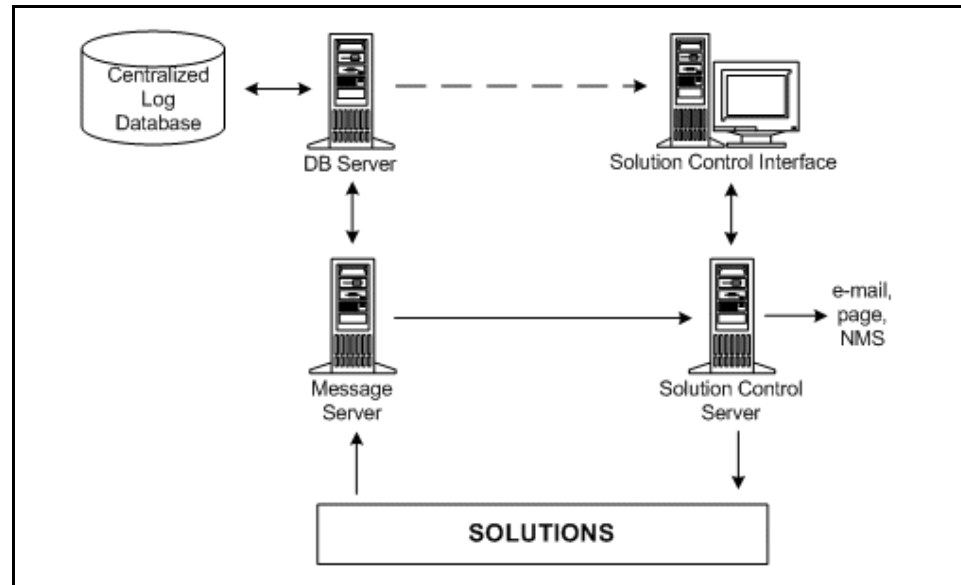 Centralized
Log
Database
DB Server
Solution Control Interface
Message
Server
Solution Control
Server
e-mail,
page,
NMS
SOLUTIONS